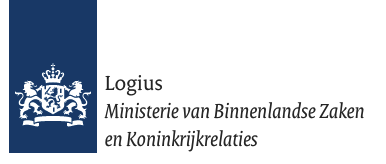 Logius
Ministerie van Binnenlandse Zaken
en Koninkrijkrelaties